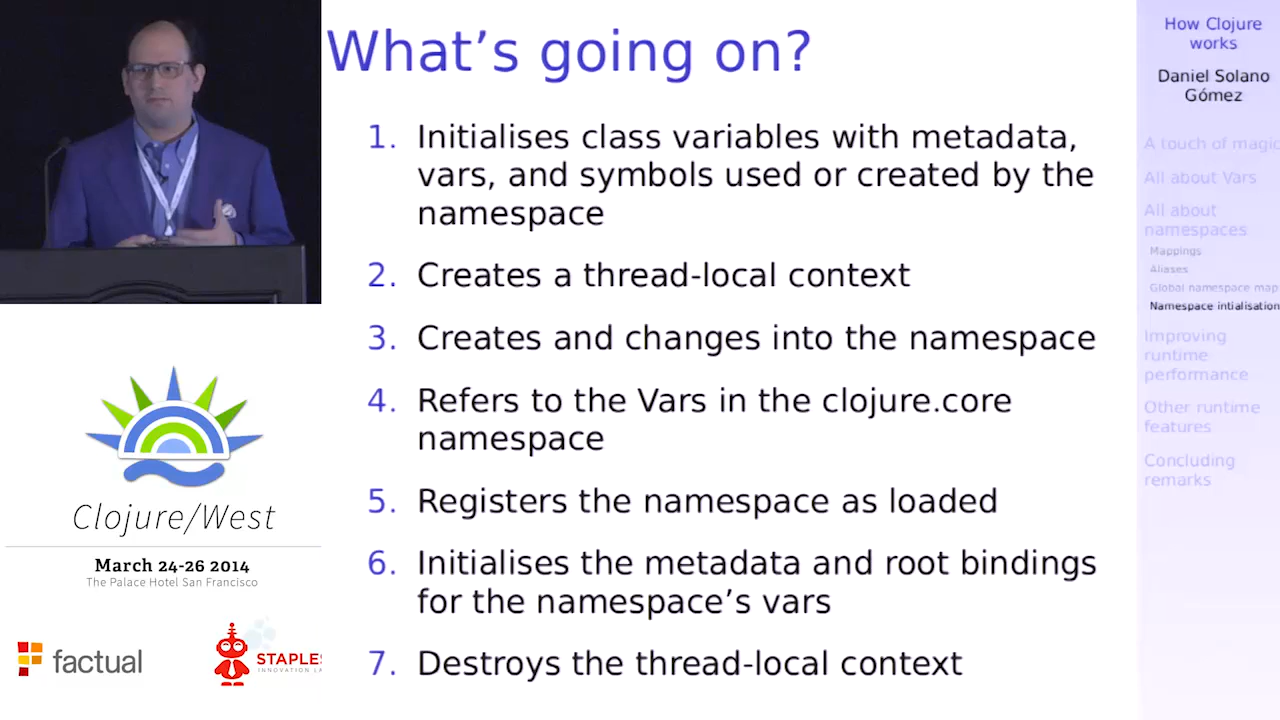 What's going on?
1. Initialises class variables with metadata,
vars, and symbols used or created by the
namespace
2. Creates a thread-local context
3. Creates and changes into the namespace
4. Refers to the Vars in the clojure.core
namespace
5. Registers the namespace as loaded
6. Initialises the metadata and root bindings
for the namespace's vars
7. Destroys the thread-local context
How Clojure
works
Daniel Solano
Gómez
A touch of magic
All about Vars
All about
namespaces
Mappings
Aliases
Global namespace map
Namespace intialisation
Improving
runtime
performance
Other runtime
features
Concluding
remarks
Clojure/West
March 24-26 2014
The Palace Hotel San Francisco
factual
STAPLES
INNOVATION LA